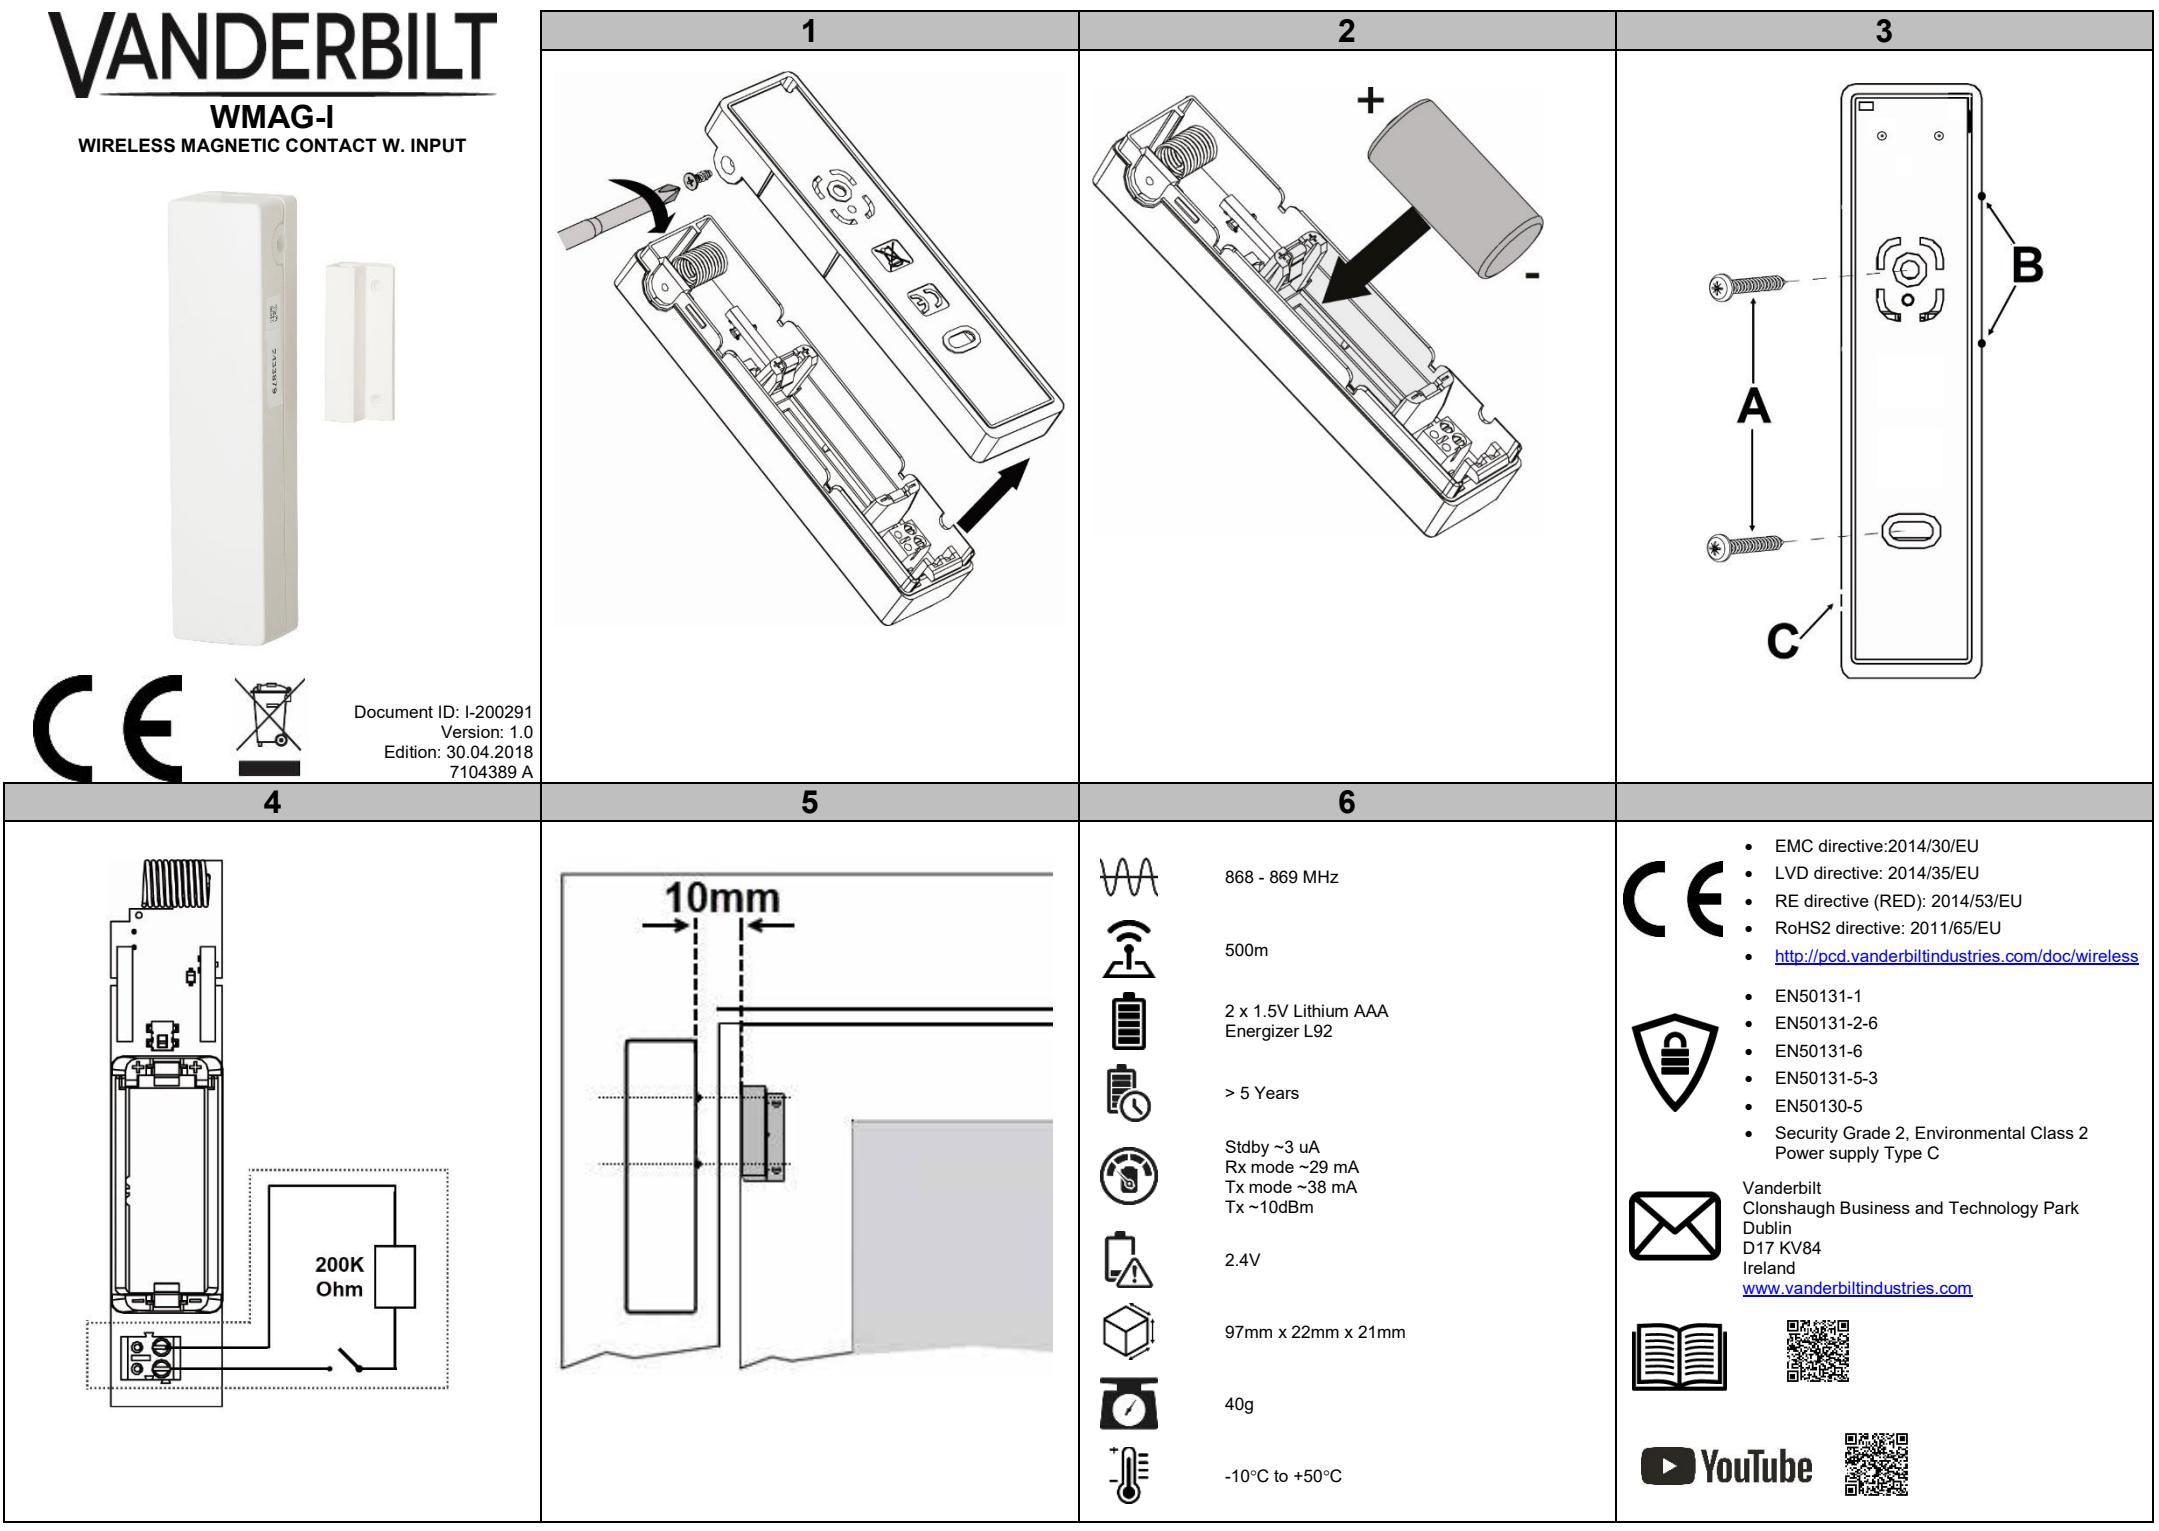 VANDERBILT
WMAG-I
WIRELESS MAGNETIC CONTACT W. INPUT
Document ID: I-200291
Version: 1.0
Edition: 30.04.2018
7104389 A
1
2
+
-
3
A
B
C
4
200K
Ohm
5
10mm
6
868 - 869 MHz
500m
2 x 1.5V Lithium AAA
Energizer L92
> 5 Years
Stdby ~3 uA
Rx mode ~29 mA
Tx mode ~38 mA
Tx ~10dBm
2.4V
97mm x 22mm x 21mm
40g
-10°C to +50°C
• EMC directive:2014/30/EU
• LVD directive: 2014/35/EU
• RE directive (RED): 2014/53/EU
• RoHS2 directive: 2011/65/EU
• http://pcd.vanderbiltindustries.com/doc/wireless
• EN50131-1
• EN50131-2-6
• EN50131-6
• EN50131-5-3
• EN50130-5
• Security Grade 2, Environmental Class 2
Power supply Type C
Vanderbilt
Clonshaugh Business and Technology Park
Dublin
D17 KV84
Ireland
www.vanderbiltindustries.com
YouTube